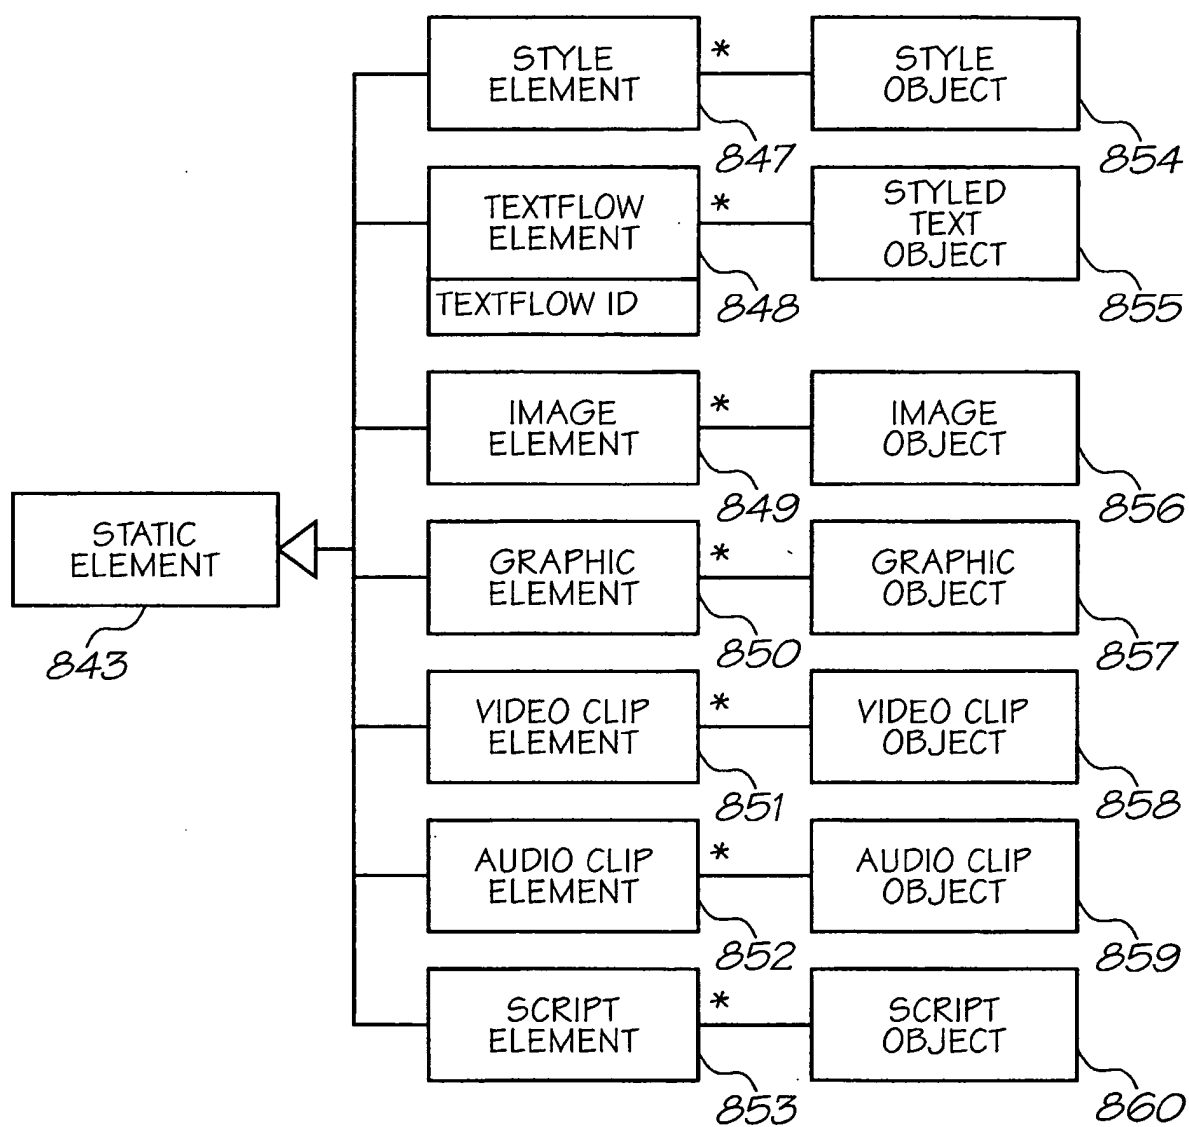 STYLE
ELEMENT
*
STYLE
OBJECT
847
854
TEXTFLOW
ELEMENT
*
STYLED
TEXT
OBJECT
TEXTFLOW ID
848
855
IMAGE
ELEMENT
*
IMAGE
OBJECT
849
856
STATIC
ELEMENT
843
GRAPHIC
ELEMENT
*
GRAPHIC
OBJECT
850
857
VIDEO CLIP
ELEMENT
*
VIDEO CLIP
OBJECT
851
858
AUDIO CLIP
ELEMENT
*
AUDIO CLIP
OBJECT
852
859
SCRIPT
ELEMENT
*
SCRIPT
OBJECT
853
860